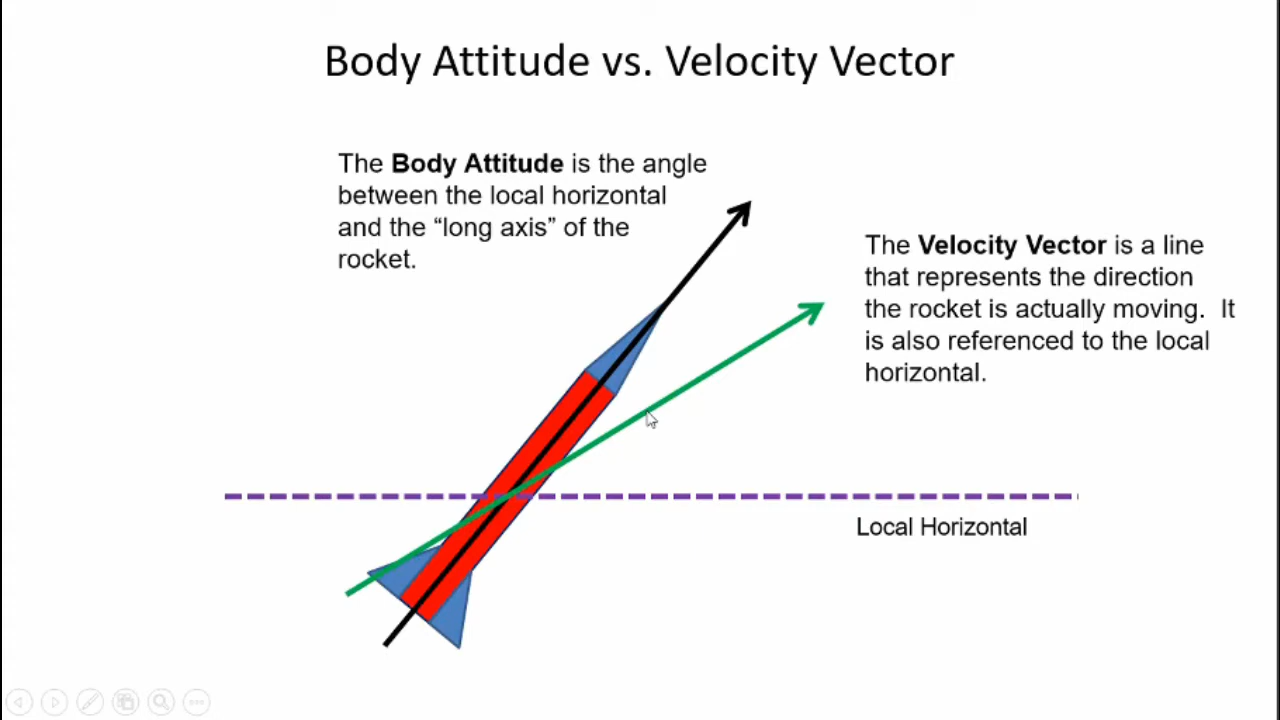 Body Attitude vs. Velocity Vector
The Body Attitude is the angle
between the local horizontal
and the “long axis” of the
rocket.
The Velocity Vector is a line
that represents the direction
the rocket is actually moving.  It
is also referenced to the local
horizontal.
Local Horizontal